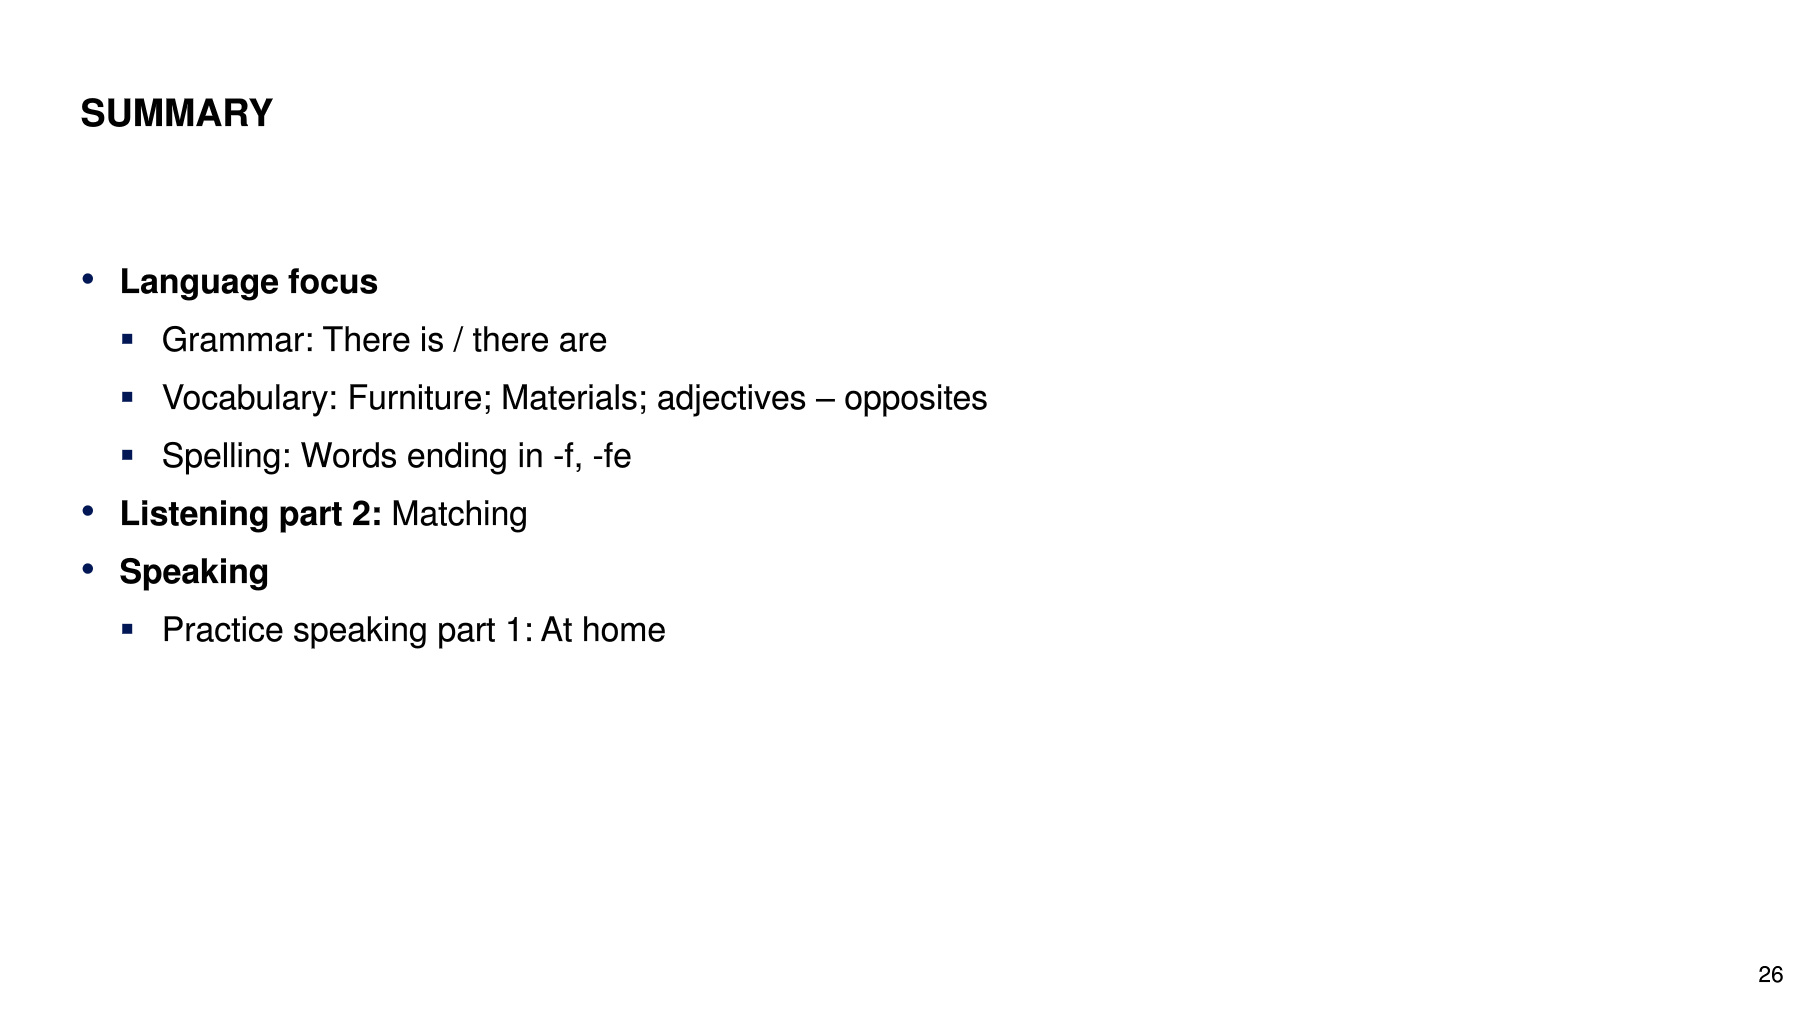 SUMMARY
• Language focus
▪ Grammar: There is / there are
▪ Vocabulary: Furniture; Materials; adjectives – opposites
▪ Spelling: Words ending in -f, -fe
• Listening part 2: Matching
• Speaking
▪ Practice speaking part 1: At home
26